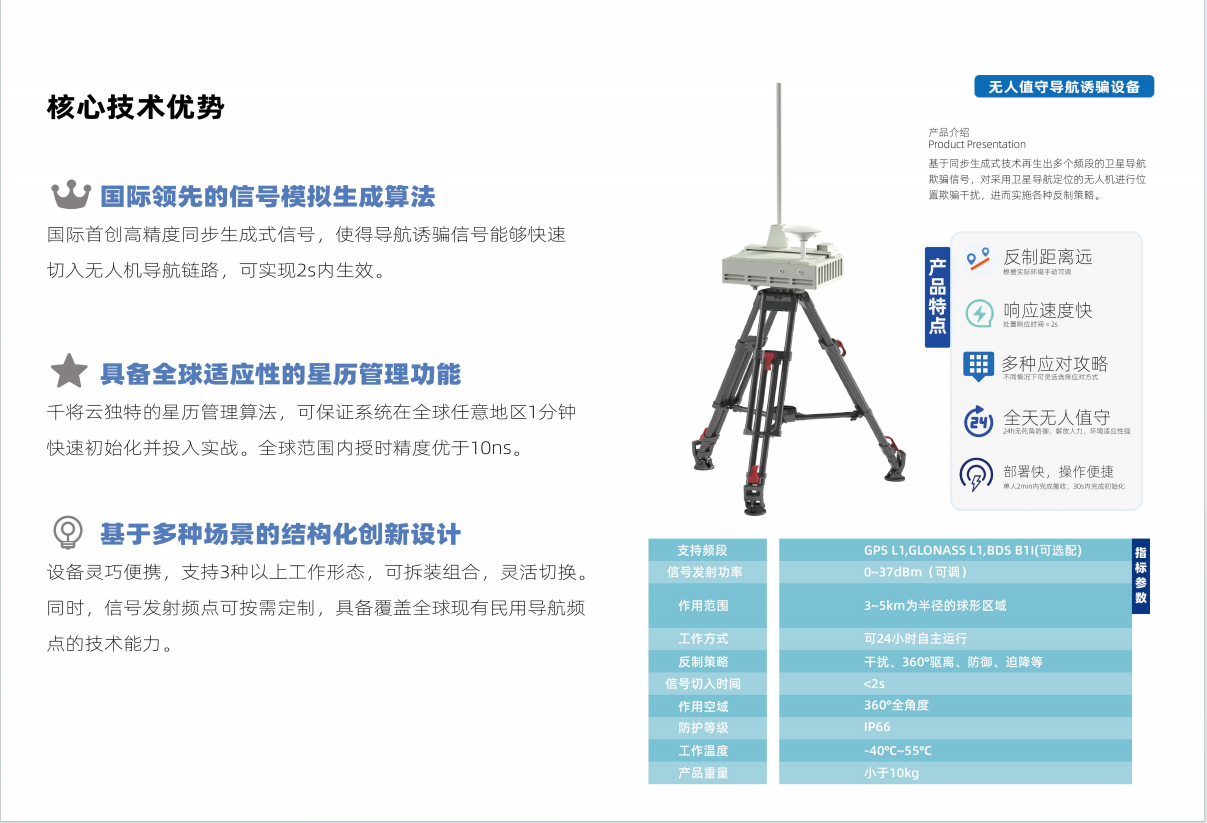 核心技术优势
国际领先的信号模拟生成算法
国际首创高精度同步生成式信号，使得导航诱骗信号能够快速
切入无人机导航链路，可实现2s内生效。
具备全球适应性的星历管理功能
千将云独特的星历管理算法，可保证系统在全球任意地区1分钟
快速初始化并投入实战。全球范围内授时精度优于10ns。
基于多种场景的结构化创新设计
设备灵巧便携，支持3种以上工作形态，可拆装组合，灵活切换。
同时，信号发射频点可按需定制，具备覆盖全球现有民用导航频
点的技术能力。
无人值守导航诱骗设备
产品介绍
Product Presentation
基于同步生成式技术再生出多个频段的卫星导航
欺骗信号，对采用卫星导航定位的无人机进行位
置欺骗干扰，进而实施各种反制策略。
产品特点
反制距离远
根据实际环境手动可调
响应速度快
处置响应时间＜2s
多种应对攻略
不同情况下可灵活选择应对方式
24
全天无人值守
24h无死角防御，解放人力，环境适应性强
部署快，操作便捷
单人2min内完成撤收，30s内完成初始化
指标参数
支持频段 GPS L1,GLONASS L1,BDS B1I(可选配)
信号发射功率 0~37dBm（可调）
作用范围 3~5km为半径的球形区域
工作方式 可24小时自主运行
反制策略 干扰、360°驱离、防御、迫降等
信号切入时间 <2s
作用空域 360°全角度
防护等级 IP66
工作温度 -40℃~55℃
产品重量 小于10kg